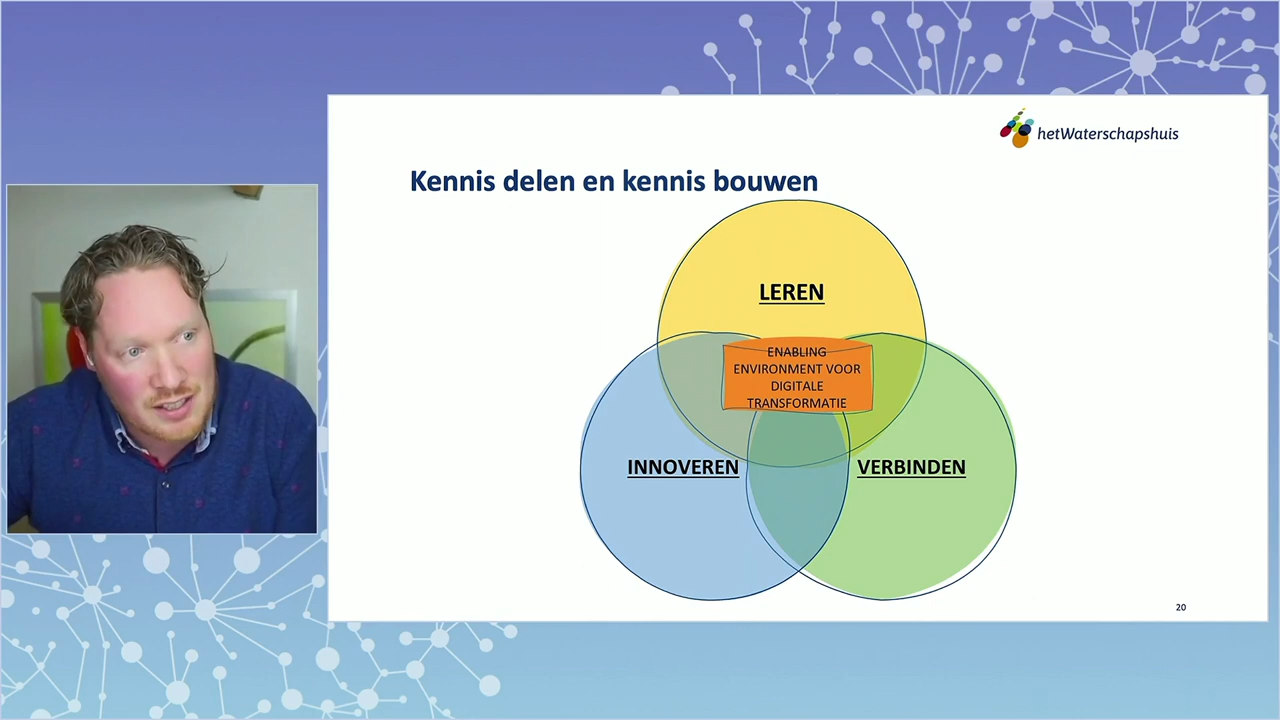 hetWaterschapshuis
Kennis delen en kennis bouwen
LEREN
ENABLING
ENVIRONMENT VOOR
DIGITALE
TRANSFORMATIE
INNOVEREN
VERBINDEN
20